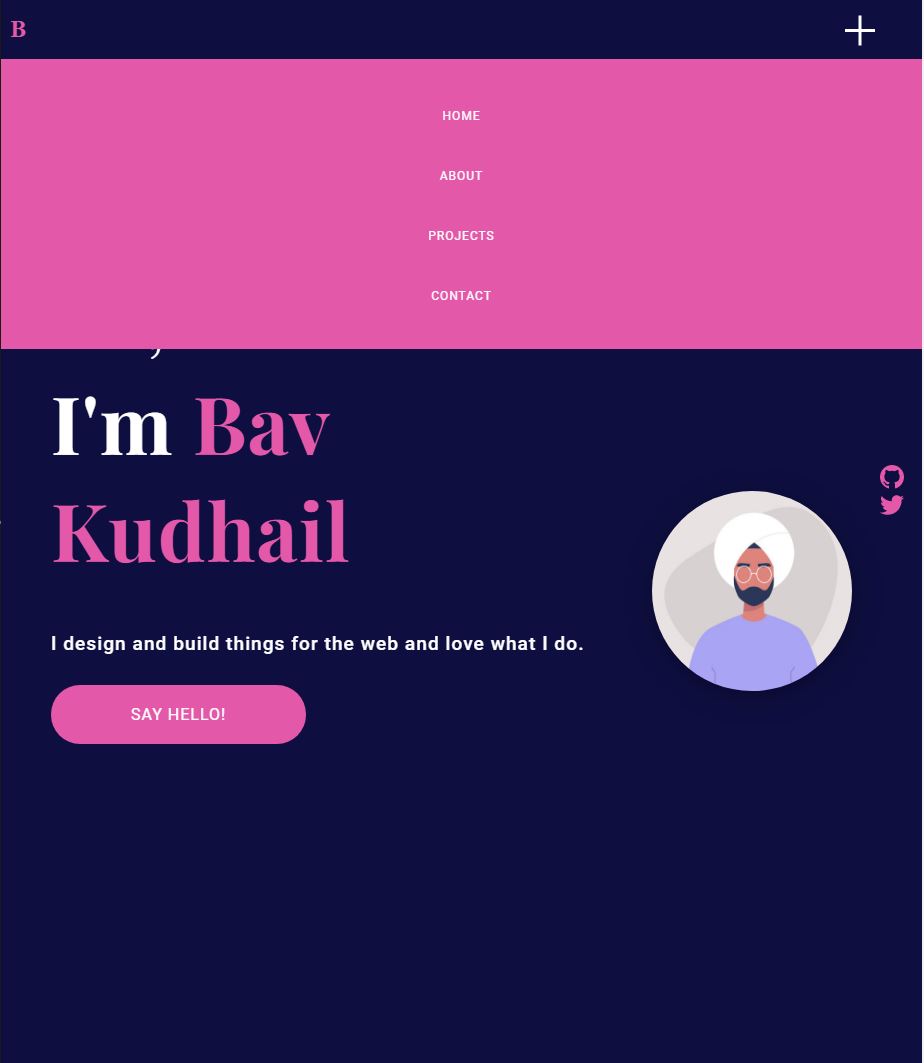 B
HOME
ABOUT
PROJECTS
CONTACT
I'm Bav
Kudhail
I design and build things for the web and love what I do.
SAY HELLO!